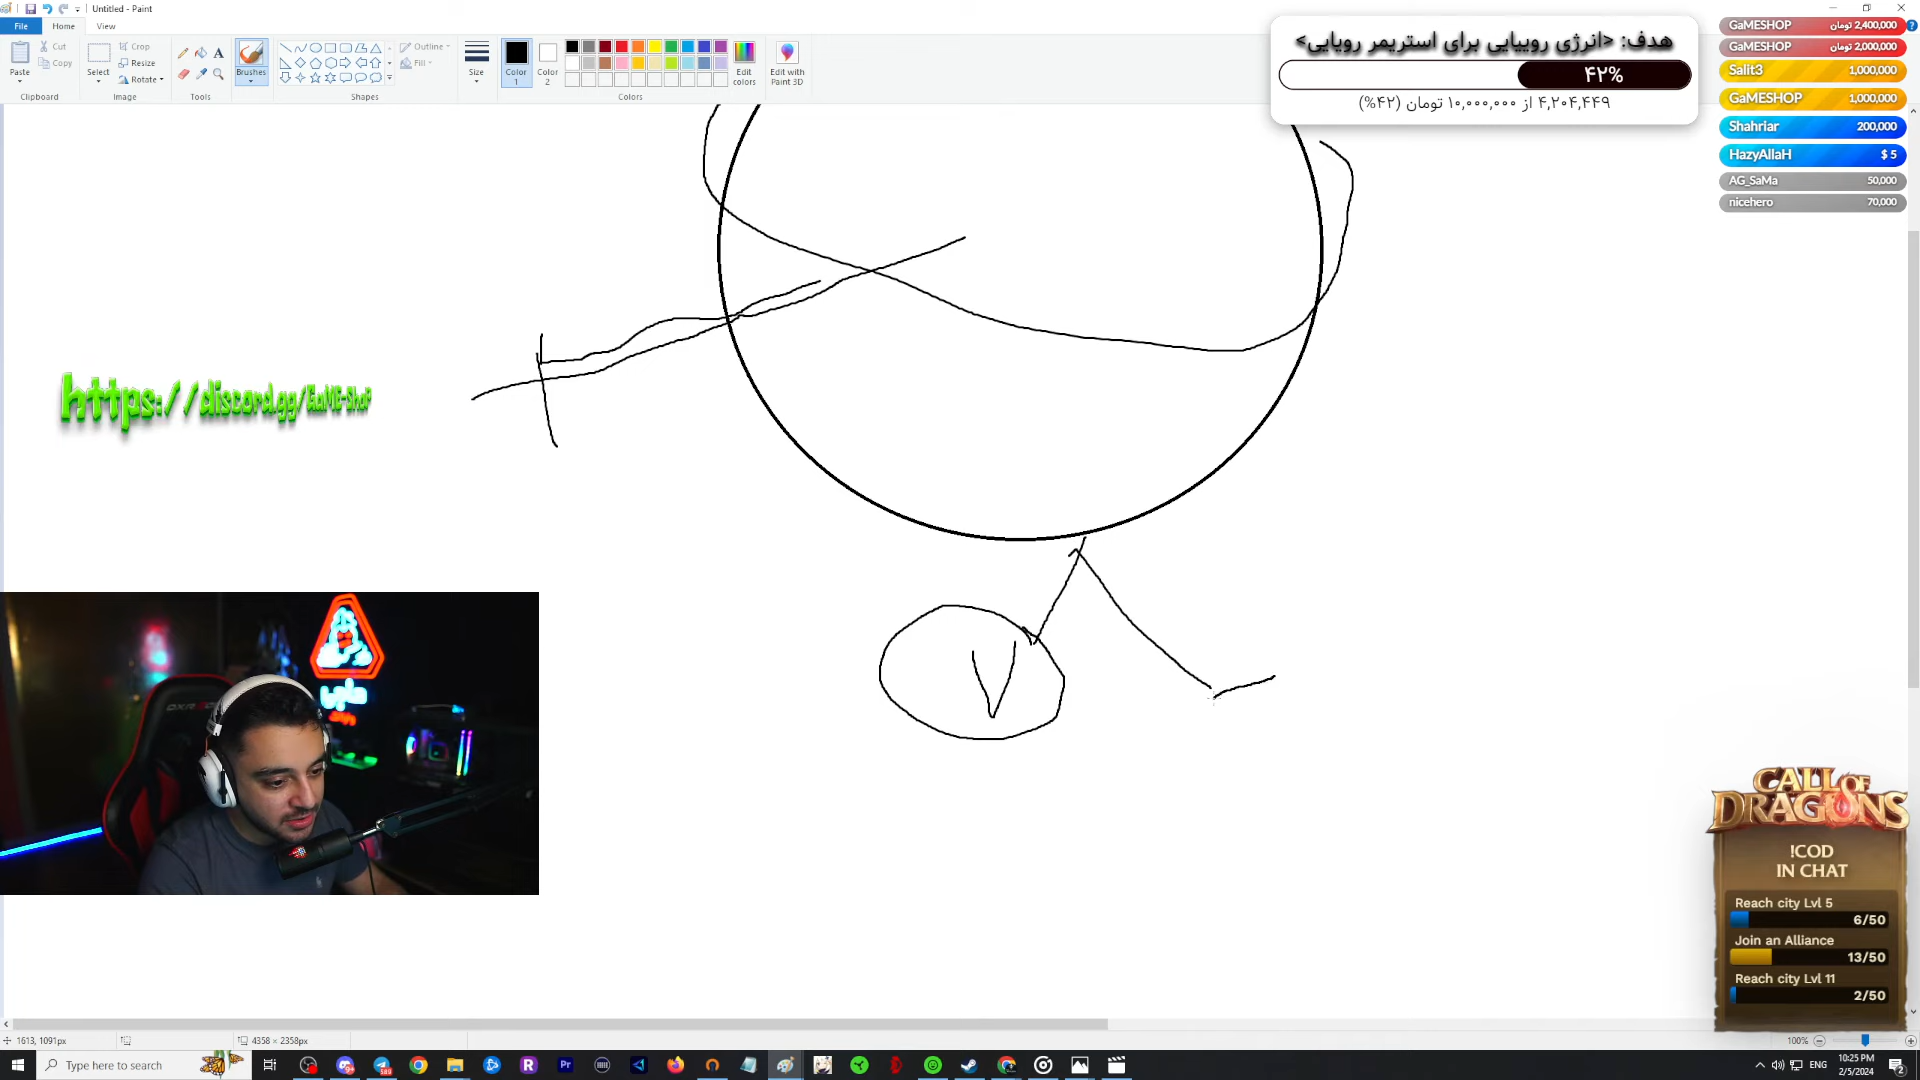 Untitled - Paint
File
Home
View
Paste
Cut
Copy
Clipboard
Select
Crop
Resize
Rotate
Image
Tools
Brushes
Shapes
Outline
Fill
Size
Color 1
Color 2
Edit colors
Colors
Edit with Paint 3D
هدف: <انرژی روییایی برای استریمر رویایی>
۴۲%
۴,۲۰۴,۴۴۹ از ۱۰,۰۰۰,۰۰۰ تومان (۴۲%)
GaMESHOP 2,400,000 تومان
GaMESHOP 2,000,000 تومان
Salit3 1,000,000
GaMESHOP 1,000,000
Shahriar 200,000
HazyAllaH $ 5
AG_SaMa 50,000
nicehero 70,000
https://discord.gg/GaME-ShoP
V
CALL OF DRAGONS
!COD
IN CHAT
Reach city Lvl 5
6/50
Join an Alliance
13/50
Reach city Lvl 11
2/50
1613, 1091px
4358 × 2358px
100%
Type here to search
ENG
10:25 PM
2/5/2024